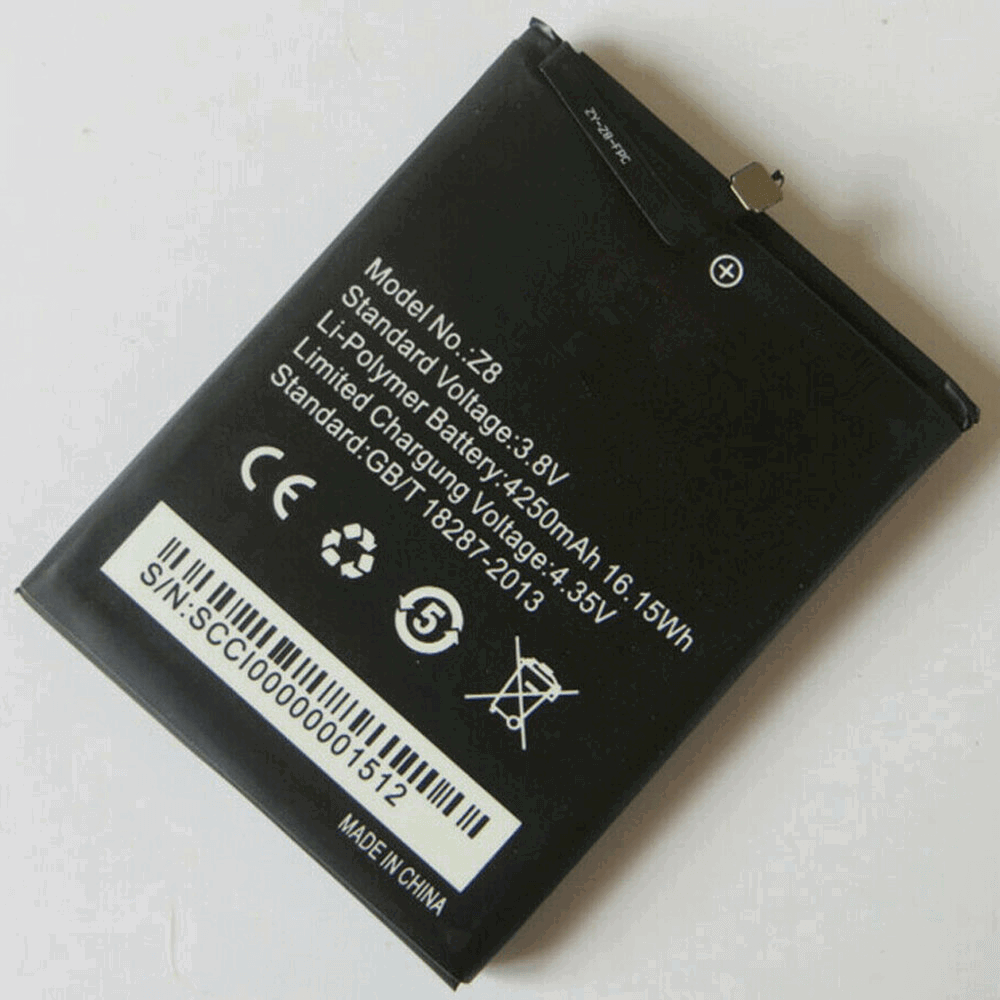 ZY-Z8-FPC
Model No.:Z8
Standard Voltage:3.8V
Li-Polymer Battery:4250mAh 16.15Wh
Limited Chargung Voltage:4.35V
Standard:GB/T 18287-2013
CE
5
S/N:SCCI00000001512
MADE IN CHINA